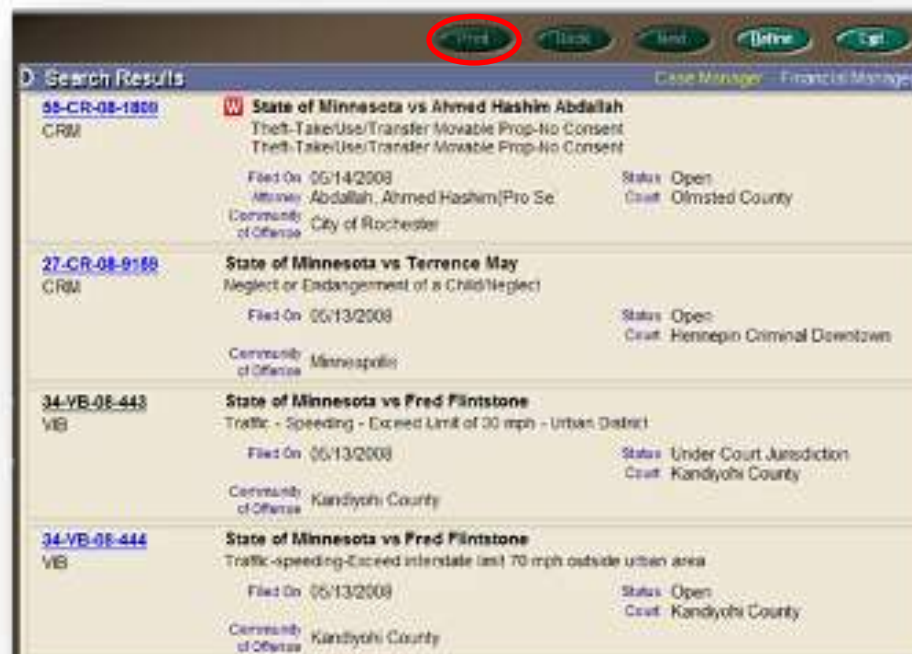 Print Back Next Refine Exit
Search Results Case Manager Financial Manager
55-CR-08-1809 W State of Minnesota vs Ahmed Hashim Abdallah
CRM Theft-Take/Use/Transfer Movable Prop-No Consent
Theft-Take/Use/Transfer Movable Prop-No Consent
Filed On 05/14/2008 Status Open
Attorney Abdallah, Ahmed Hashim(Pro Se Court Olmsted County
Community of Offense City of Rochester
27-CR-08-9159 State of Minnesota vs Terrence May
CRM Neglect or Endangerment of a Child/Neglect
Filed On 05/13/2008 Status Open
Court Hennepin Criminal Downtown
Community of Offense Minneapolis
34-VB-08-443 State of Minnesota vs Fred Flintstone
VIB Traffic - Speeding - Exceed Limit of 30 mph - Urban District
Filed On 05/13/2008 Status Under Court Jurisdiction
Court Kandiyohi County
Community of Offense Kandiyohi County
34-VB-08-444 State of Minnesota vs Fred Flintstone
VIB Traffic-speeding-Exceed interstate limit 70 mph outside urban area
Filed On 05/13/2008 Status Open
Court Kandiyohi County
Community of Offense Kandiyohi County